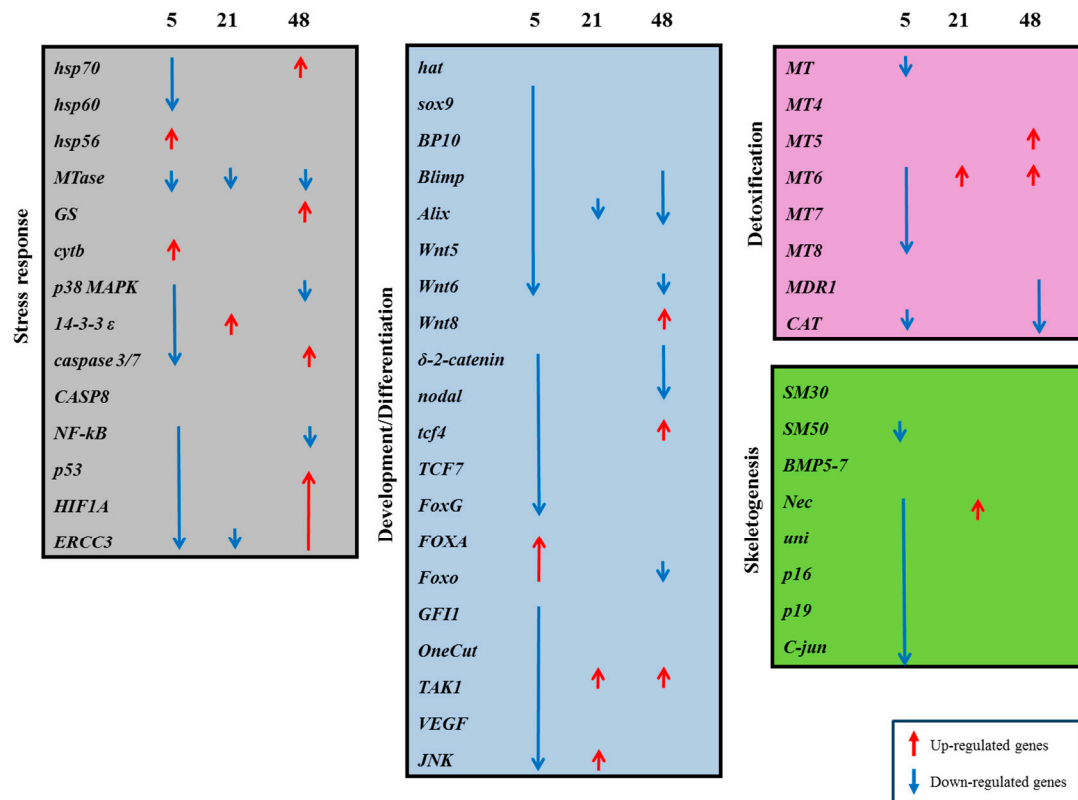 5 21 48
5 21 48
5 21 48
Stress response
hsp70
hsp60
hsp56
MTase
GS
cytb
p38 MAPK
14-3-3 ε
caspase 3/7
CASP8
NF-kB
p53
HIF1A
ERCC3
Development/Differentiation
hat
sox9
BP10
Blimp
Alix
Wnt5
Wnt6
Wnt8
δ-2-catenin
nodal
tcf4
TCF7
FoxG
FOXA
Foxo
GFI1
OneCut
TAK1
VEGF
JNK
Detoxification
MT
MT4
MT5
MT6
MT7
MT8
MDR1
CAT
Skeletogenesis
SM30
SM50
BMP5-7
Nec
uni
p16
p19
C-jun
Up-regulated genes
Down-regulated genes